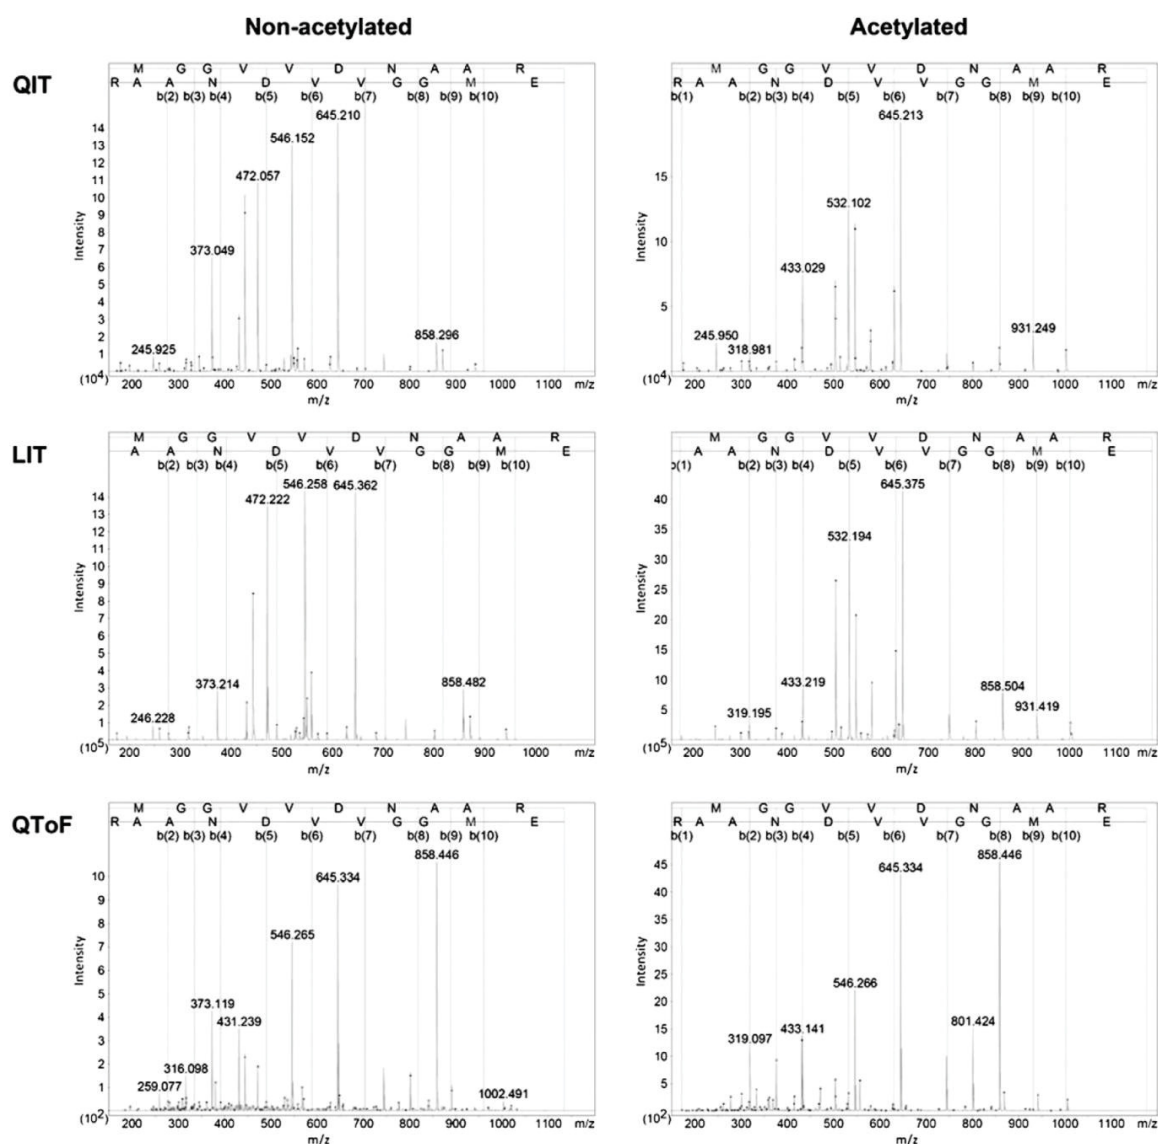 Non-acetylated
Acetylated
QIT
M G G V V D N A A R
R A A N D V V G G M E
b(2) b(3) b(4) b(5) b(6) b(7) b(8) b(9) b(10)
645.210
546.152
472.057
373.049
858.296
245.925
Intensity
14
13
12
11
10
9
8
7
6
5
4
3
2
1
(10⁴)
200 300 400 500 600 700 800 900 1000 1100 m/z
m/z
M G G V V D N A A R
R A A N D V V G G M E
b(1) b(2) b(3) b(4) b(5) b(6) b(7) b(8) b(9) b(10)
645.213
532.102
433.029
931.249
245.950
318.981
Intensity
15
10
5
(10⁴)
200 300 400 500 600 700 800 900 1000 1100 m/z
m/z
LIT
M G G V V D N A A R
A A N D V V G G M E
b(2) b(3) b(4) b(5) b(6) b(7) b(8) b(9) b(10)
546.258 645.362
472.222
373.214
858.482
246.228
Intensity
14
13
12
11
10
9
8
7
6
5
4
3
2
1
(10⁵)
200 300 400 500 600 700 800 900 1000 m/z
m/z
M G G V V D N A A R
A A N D V V G G M E
b(1) b(2) b(3) b(4) b(5) b(6) b(7) b(8) b(9) b(10)
645.375
532.194
433.219
858.504
319.195
931.419
Intensity
40
35
30
25
20
15
10
5
(10⁵)
200 300 400 500 600 700 800 900 1000 1100 m/z
m/z
QToF
M G G V V D N A A R
R A A N D V V G G M E
b(2) b(3) b(4) b(5) b(6) b(7) b(8) b(9) b(10)
858.446
645.334
546.265
373.119
431.239
316.098
259.077
1002.491
Intensity
10
9
8
7
6
5
4
3
2
1
(10²)
200 300 400 500 600 700 800 900 1000 1100 m/z
m/z
M G G V V D N A A R
R A A N D V V G G M E
b(1) b(2) b(3) b(4) b(5) b(6) b(7) b(8) b(9) b(10)
858.446
645.334
546.266
801.424
319.097
433.141
Intensity
45
40
35
30
25
20
15
10
5
(10²)
200 300 400 500 600 700 800 900 1000 1100 m/z
m/z